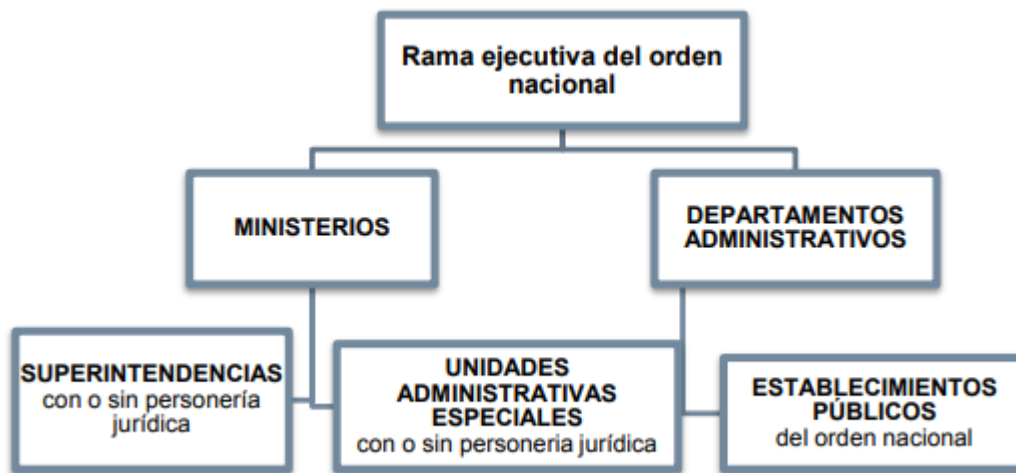 Rama ejecutiva del orden
nacional
MINISTERIOS
DEPARTAMENTOS
ADMINISTRATIVOS
SUPERINTENDENCIAS
con o sin personería
jurídica
UNIDADES
ADMINISTRATIVAS
ESPECIALES
con o sin personeria jurídica
ESTABLECIMIENTOS
PÚBLICOS
del orden nacional